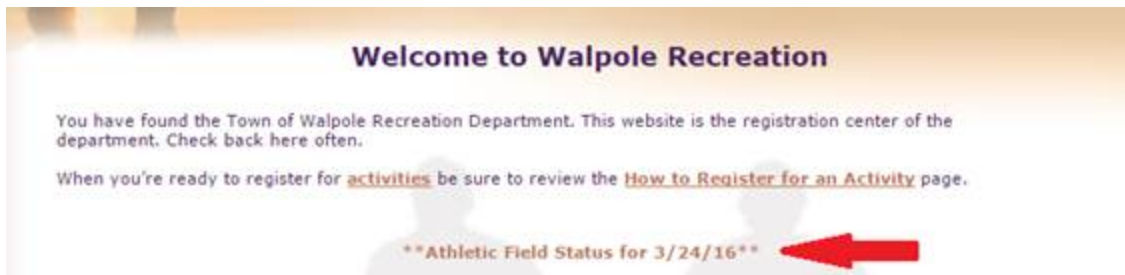 Welcome to Walpole Recreation
You have found the Town of Walpole Recreation Department. This website is the registration center of the
department. Check back here often.
When you're ready to register for activities be sure to review the How to Register for an Activity page.
**Athletic Field Status for 3/24/16**